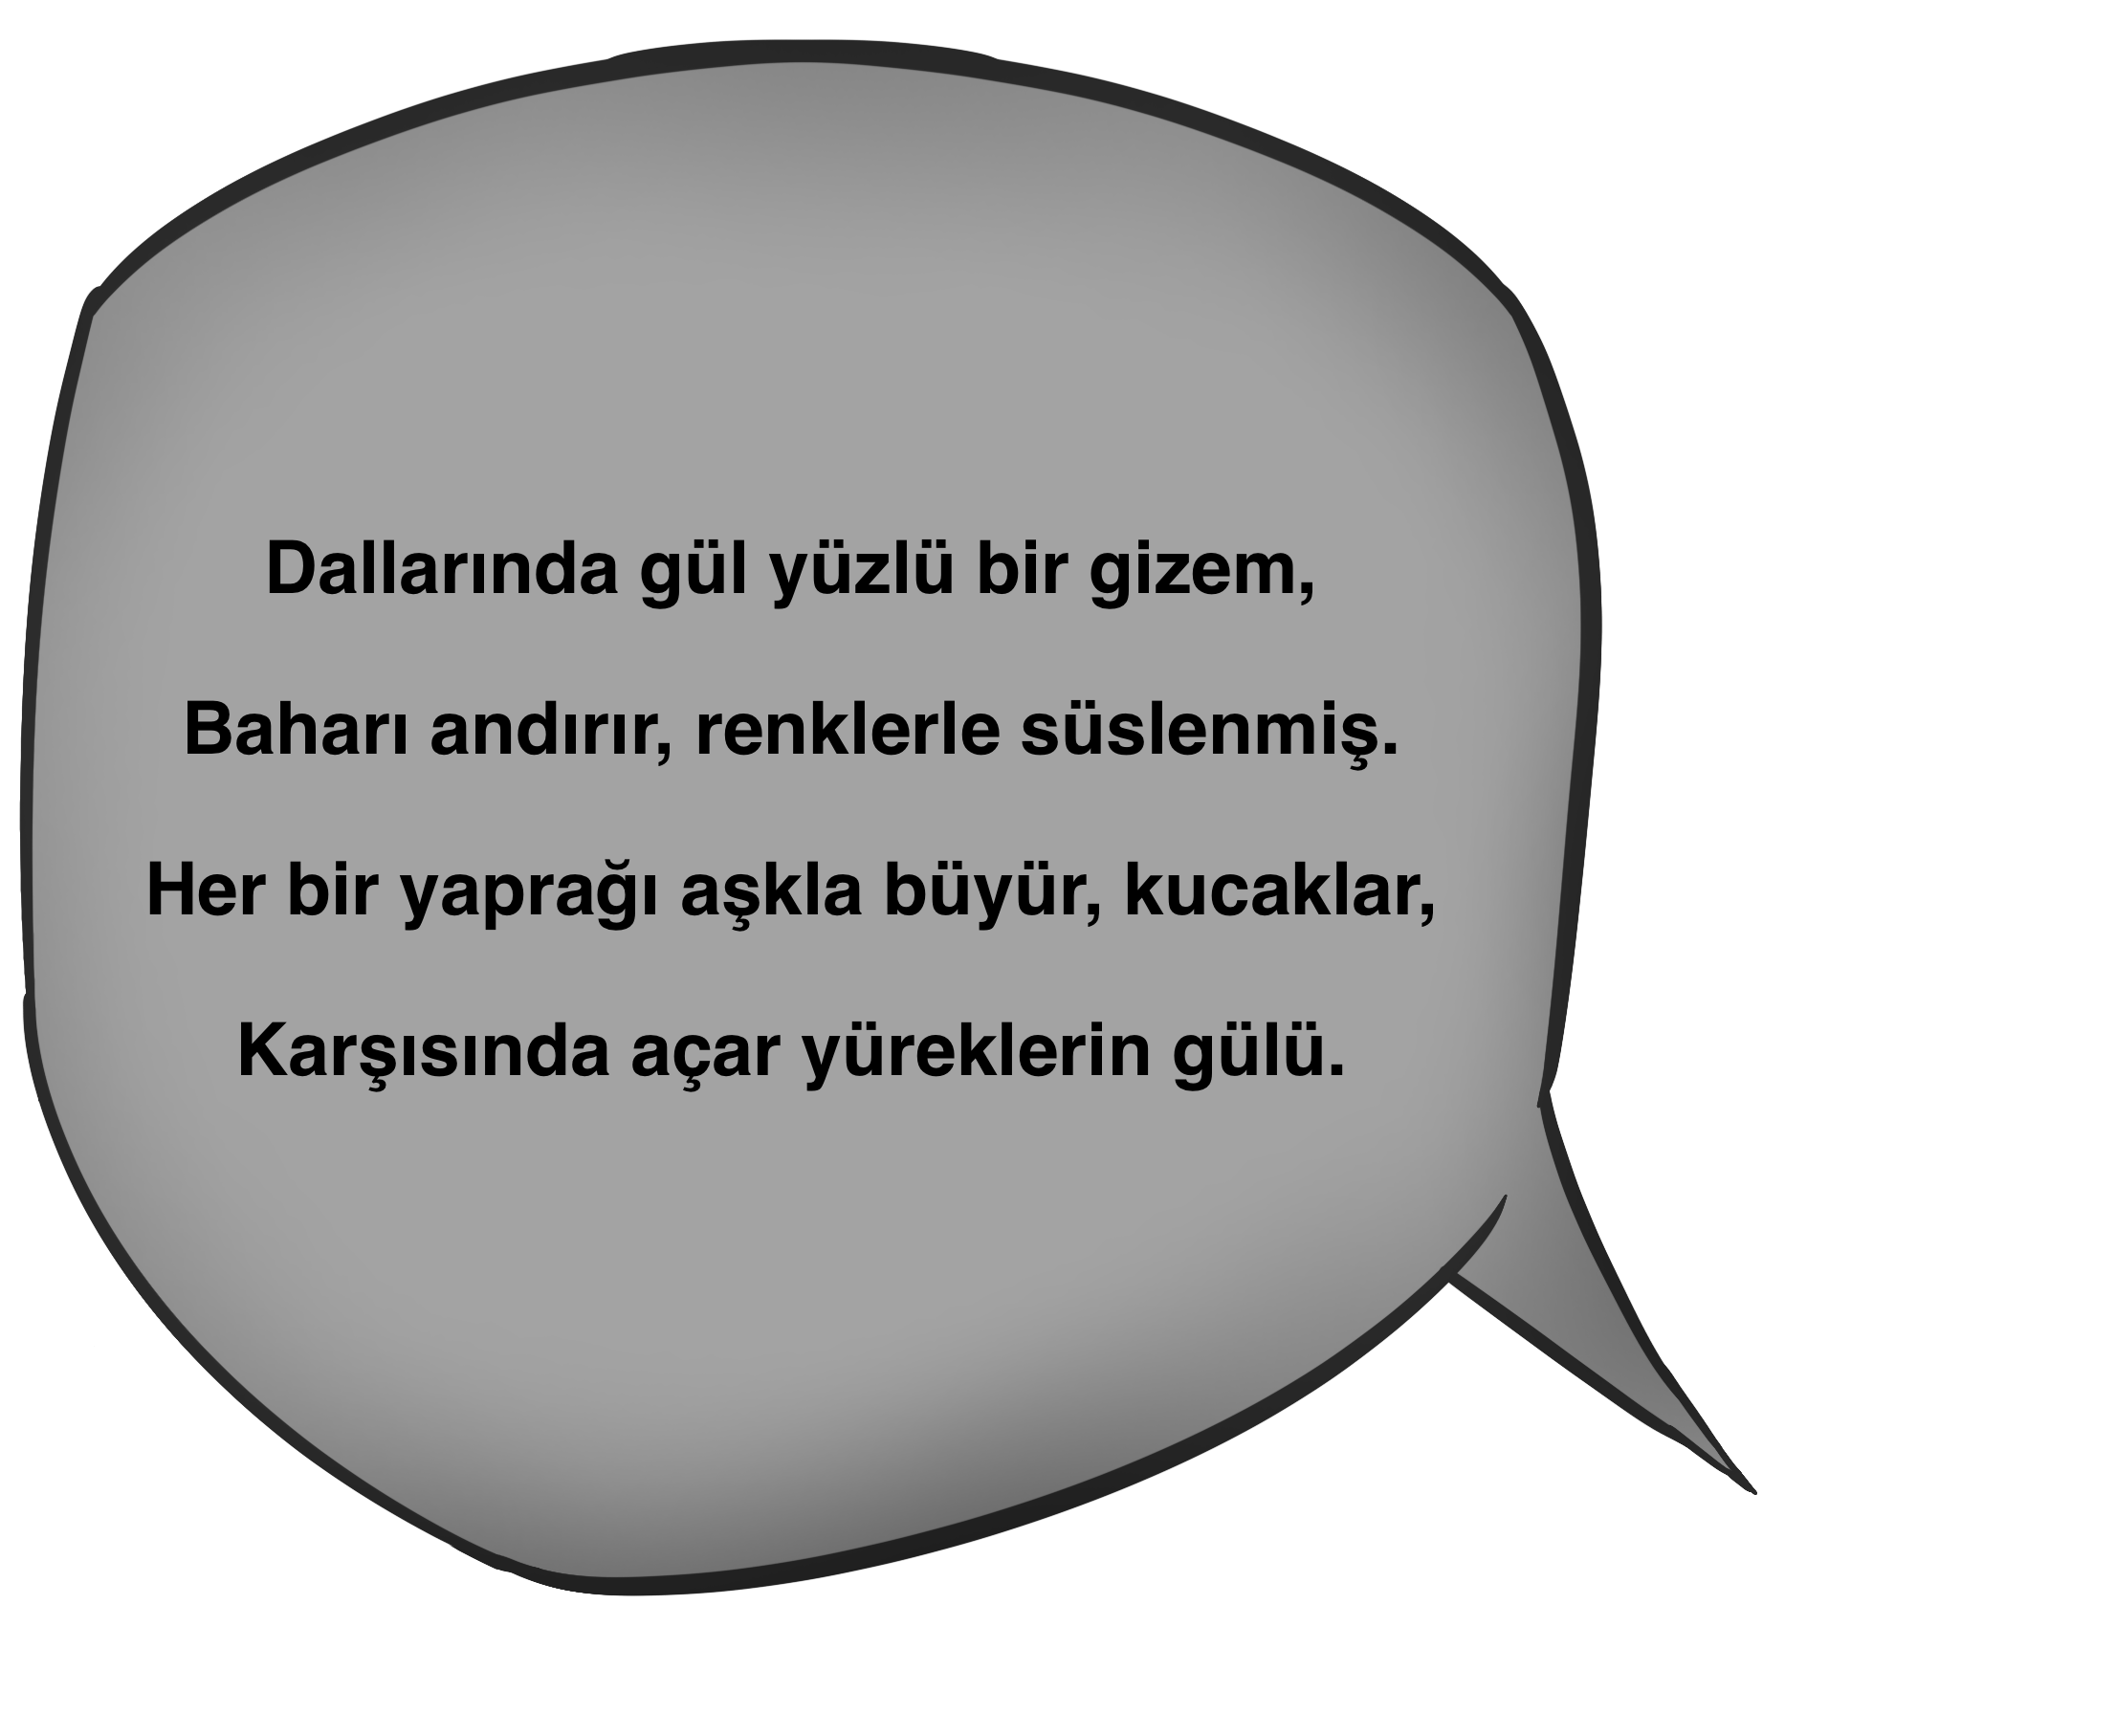 Dallarında gül yüzlü bir gizem,
Baharı andırır, renklerle süslenmiş.
Her bir yaprağı aşkla büyür, kucaklar,
Karşısında açar yüreklerin gülü.